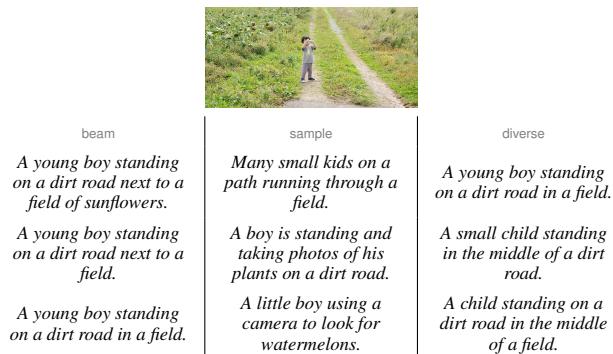 beam
sample
diverse
A young boy standing
on a dirt road next to a
field of sunflowers.
Many small kids on a
path running through a
field.
A young boy standing
on a dirt road in a field.
A young boy standing
on a dirt road next to a
field.
A boy is standing and
taking photos of his
plants on a dirt road.
A small child standing
in the middle of a dirt
road.
A young boy standing
on a dirt road in a field.
A little boy using a
camera to look for
watermelons.
A child standing on a
dirt road in the middle
of a field.